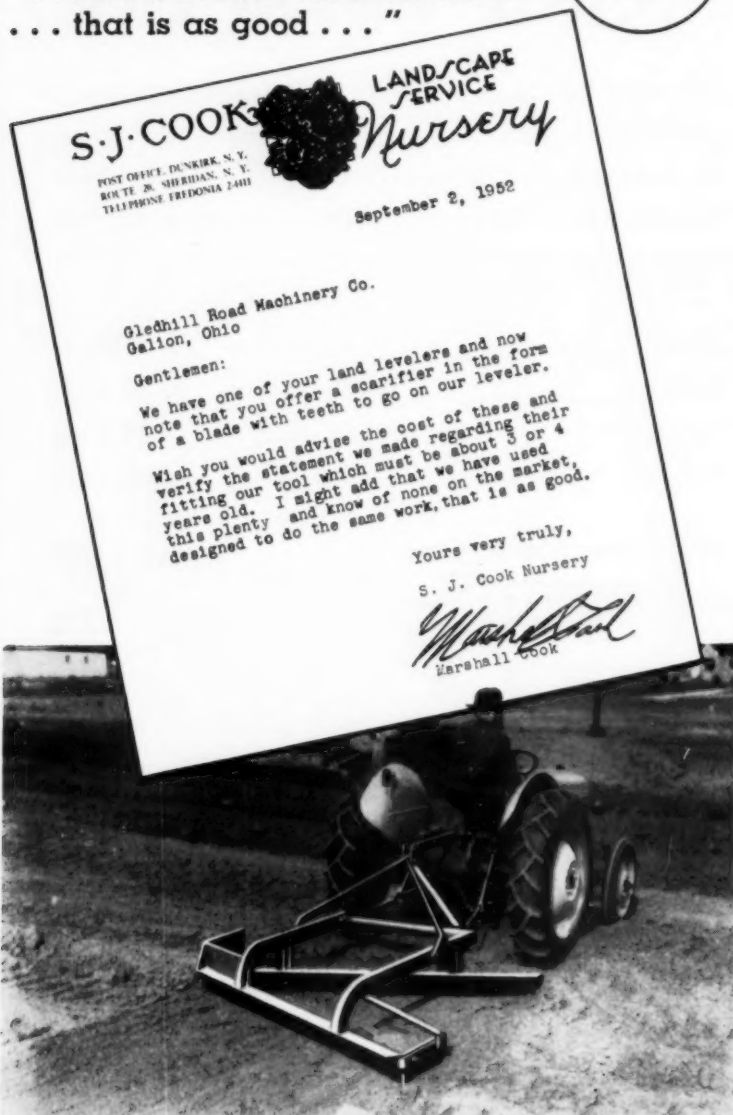 ... that is as good ..."
S·J·COOK
LANDSCAPE
SERVICE
Nursery
POST OFFICE, DUNKIRK, N. Y.
ROUTE 20, SHERIDAN, N. Y.
TELEPHONE FREDONIA 2-4411
September 2, 1952
Gledhill Road Machinery Co.
Galion, Ohio
Gentlemen:
We have one of your land levelers and now
note that you offer a scarifier in the form
of a blade with teeth to go on our leveler.
Wish you would advise the cost of these and
verify the statement we made regarding their
fitting our tool which must be about 3 or 4
years old. I might add that we have used
this plenty and know of none on the market,
designed to do the same work, that is as good.
Yours very truly,
S. J. Cook Nursery
Marshall Cook
Marshall Cook